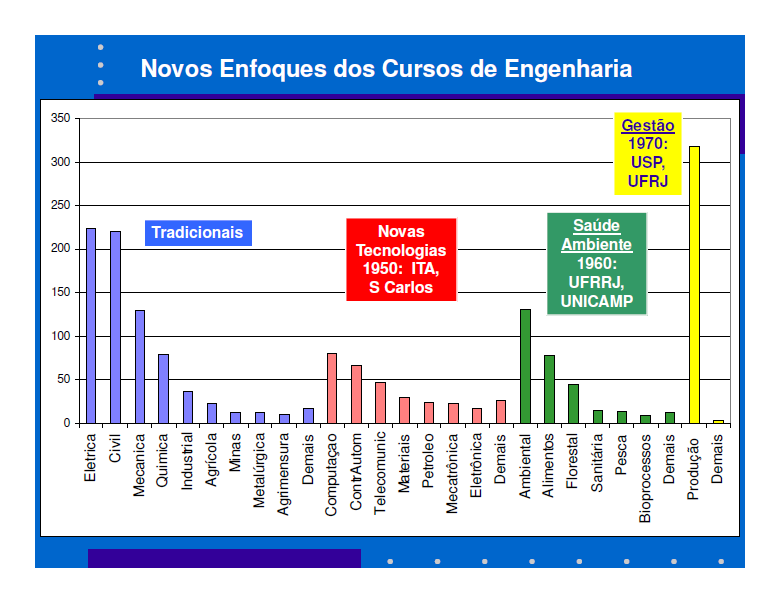 Novos Enfoques dos Cursos de Engenharia
350
300
250
200
150
100
50
0
Tradicionais
Novas
Tecnologias
1950: ITA,
S Carlos
Saúde
Ambiente
1960:
UFRRJ,
UNICAMP
Gestão
1970:
USP,
UFRJ
Eletrica
Civil
Mecanica
Quimica
Industrial
Agrícola
Minas
Metalúrgica
Agrimensura
Demais
Computaçao
ContrAutom
Telecomunic
Materiais
Petroleo
Mecatrônica
Eletrônica
Demais
Ambiental
Alimentos
Florestal
Sanitária
Pesca
Bioprocessos
Demais
Produção
Demais